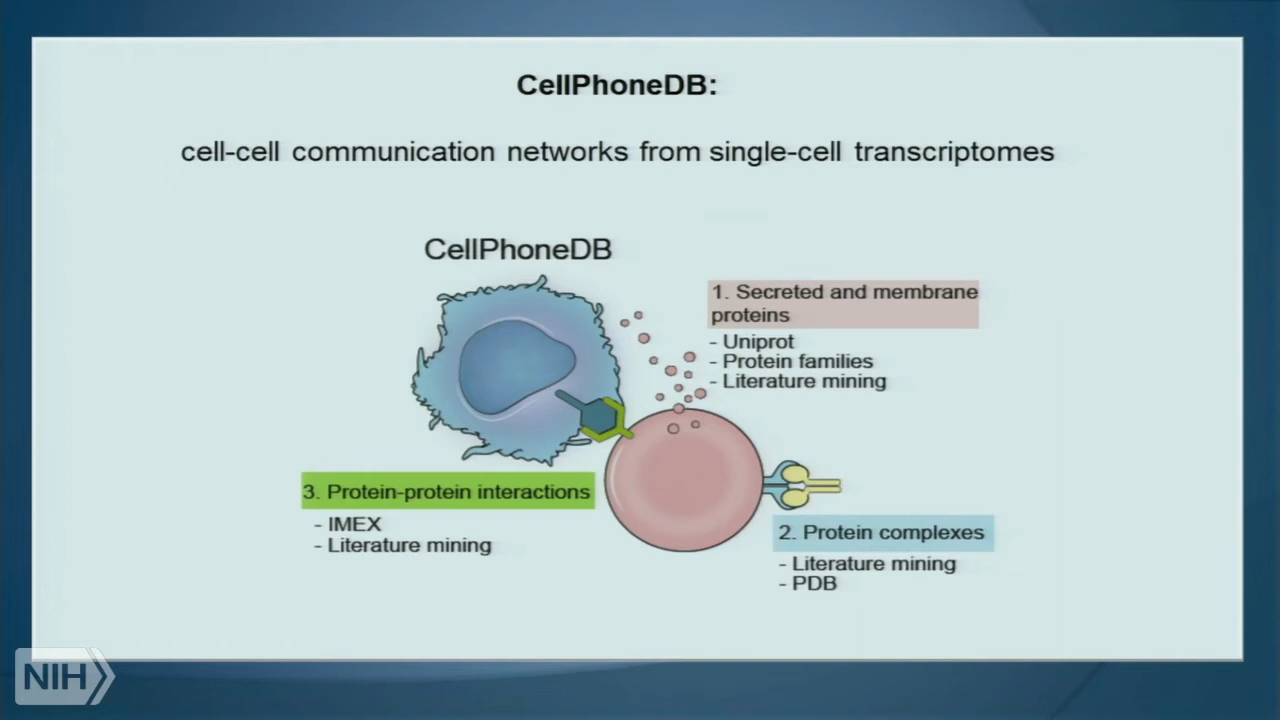 CellPhoneDB:
cell-cell communication networks from single-cell transcriptomes
CellPhoneDB
1. Secreted and membrane
proteins
- Uniprot
- Protein families
- Literature mining
3. Protein-protein interactions
- IMEX
- Literature mining
2. Protein complexes
- Literature mining
- PDB
NIH